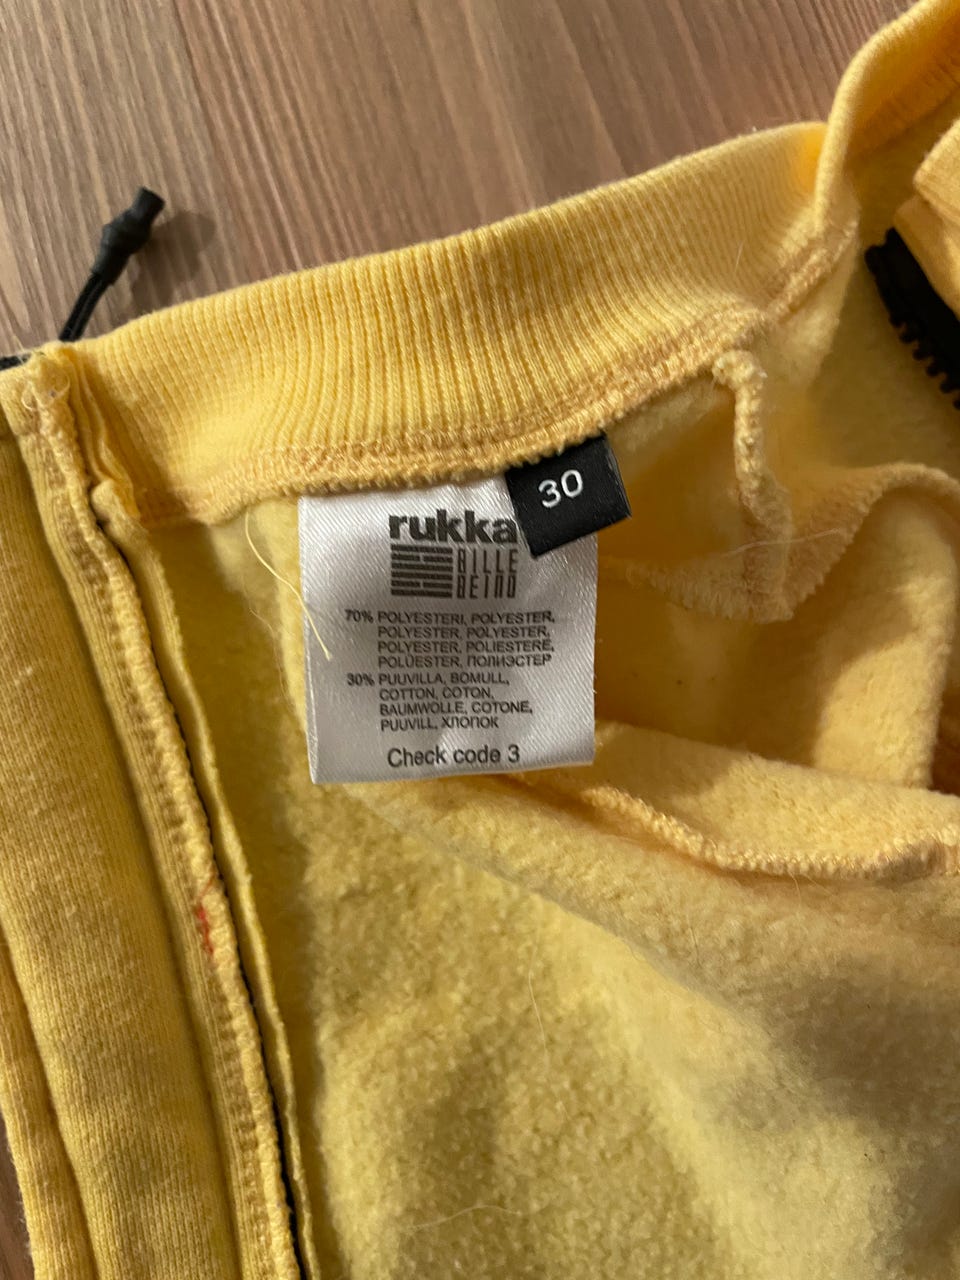 30
rukka
BILLE
BEINO
70% POLYESTERI, POLYESTER,
POLYESTER, POLYESTER,
POLYESTER, POLIESTERE,
POLÜESTER, ПОЛИЭСТЕР
30% PUUVILLA, BOMULL,
COTTON, COTON,
BAUMWOLLE, COTONE,
PUUVILL, ХЛОПОК
Check code 3